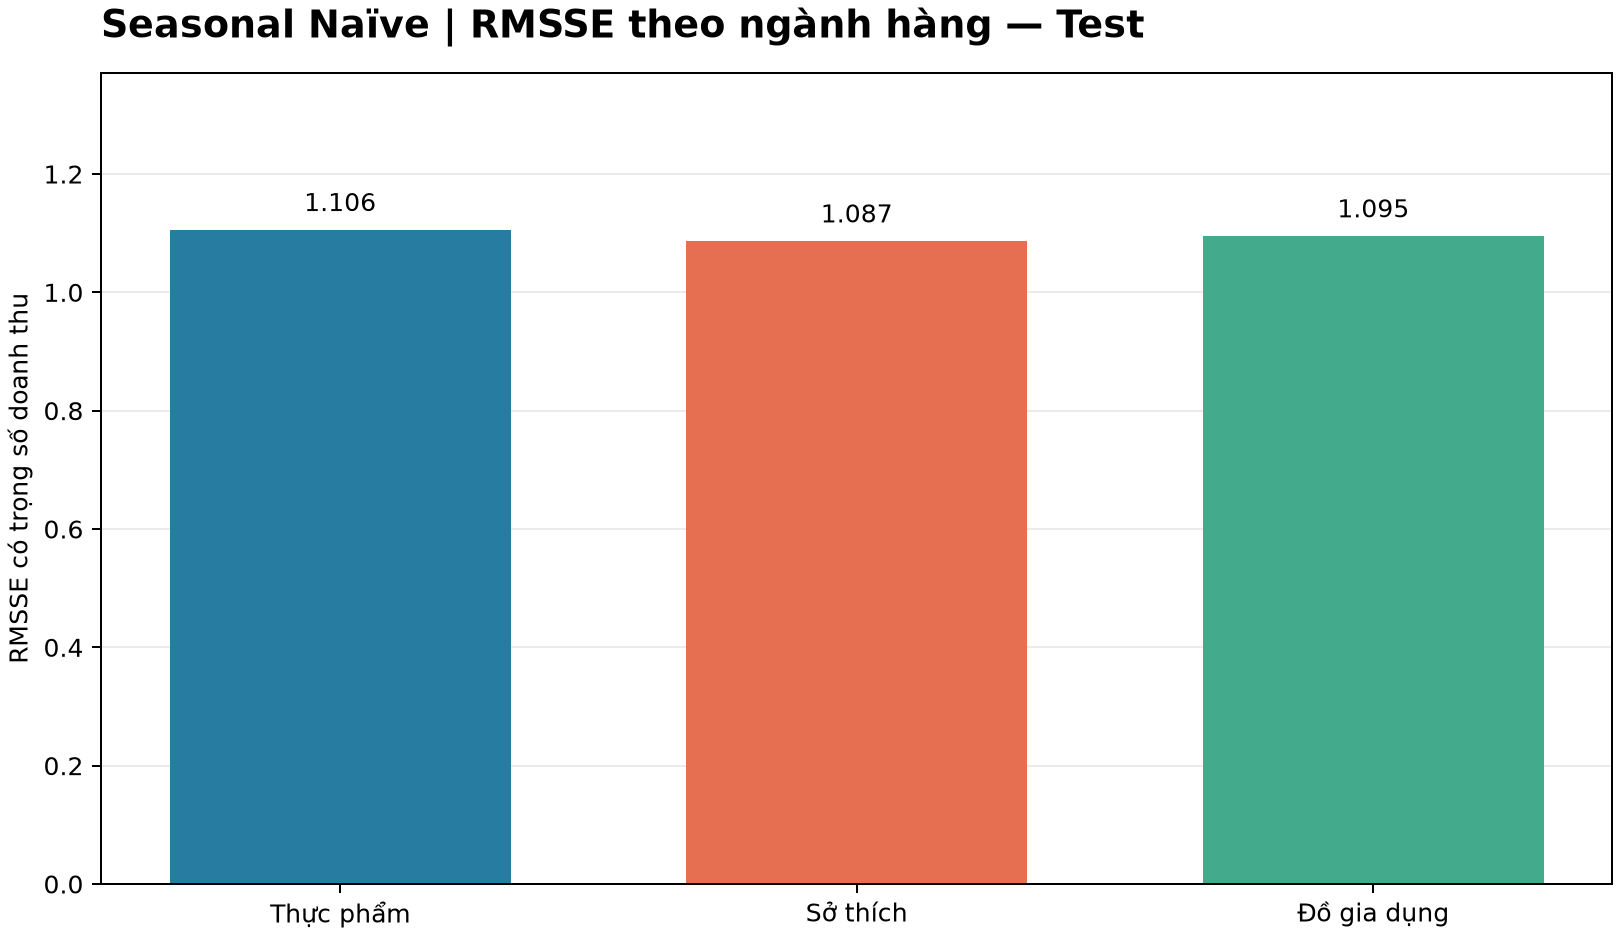 Seasonal Naïve | RMSSE theo ngành hàng — Test
RMSSE có trọng số doanh thu
1.2
1.0
0.8
0.6
0.4
0.2
0.0
1.106
1.087
1.095
Thực phẩm
Sở thích
Đồ gia dụng